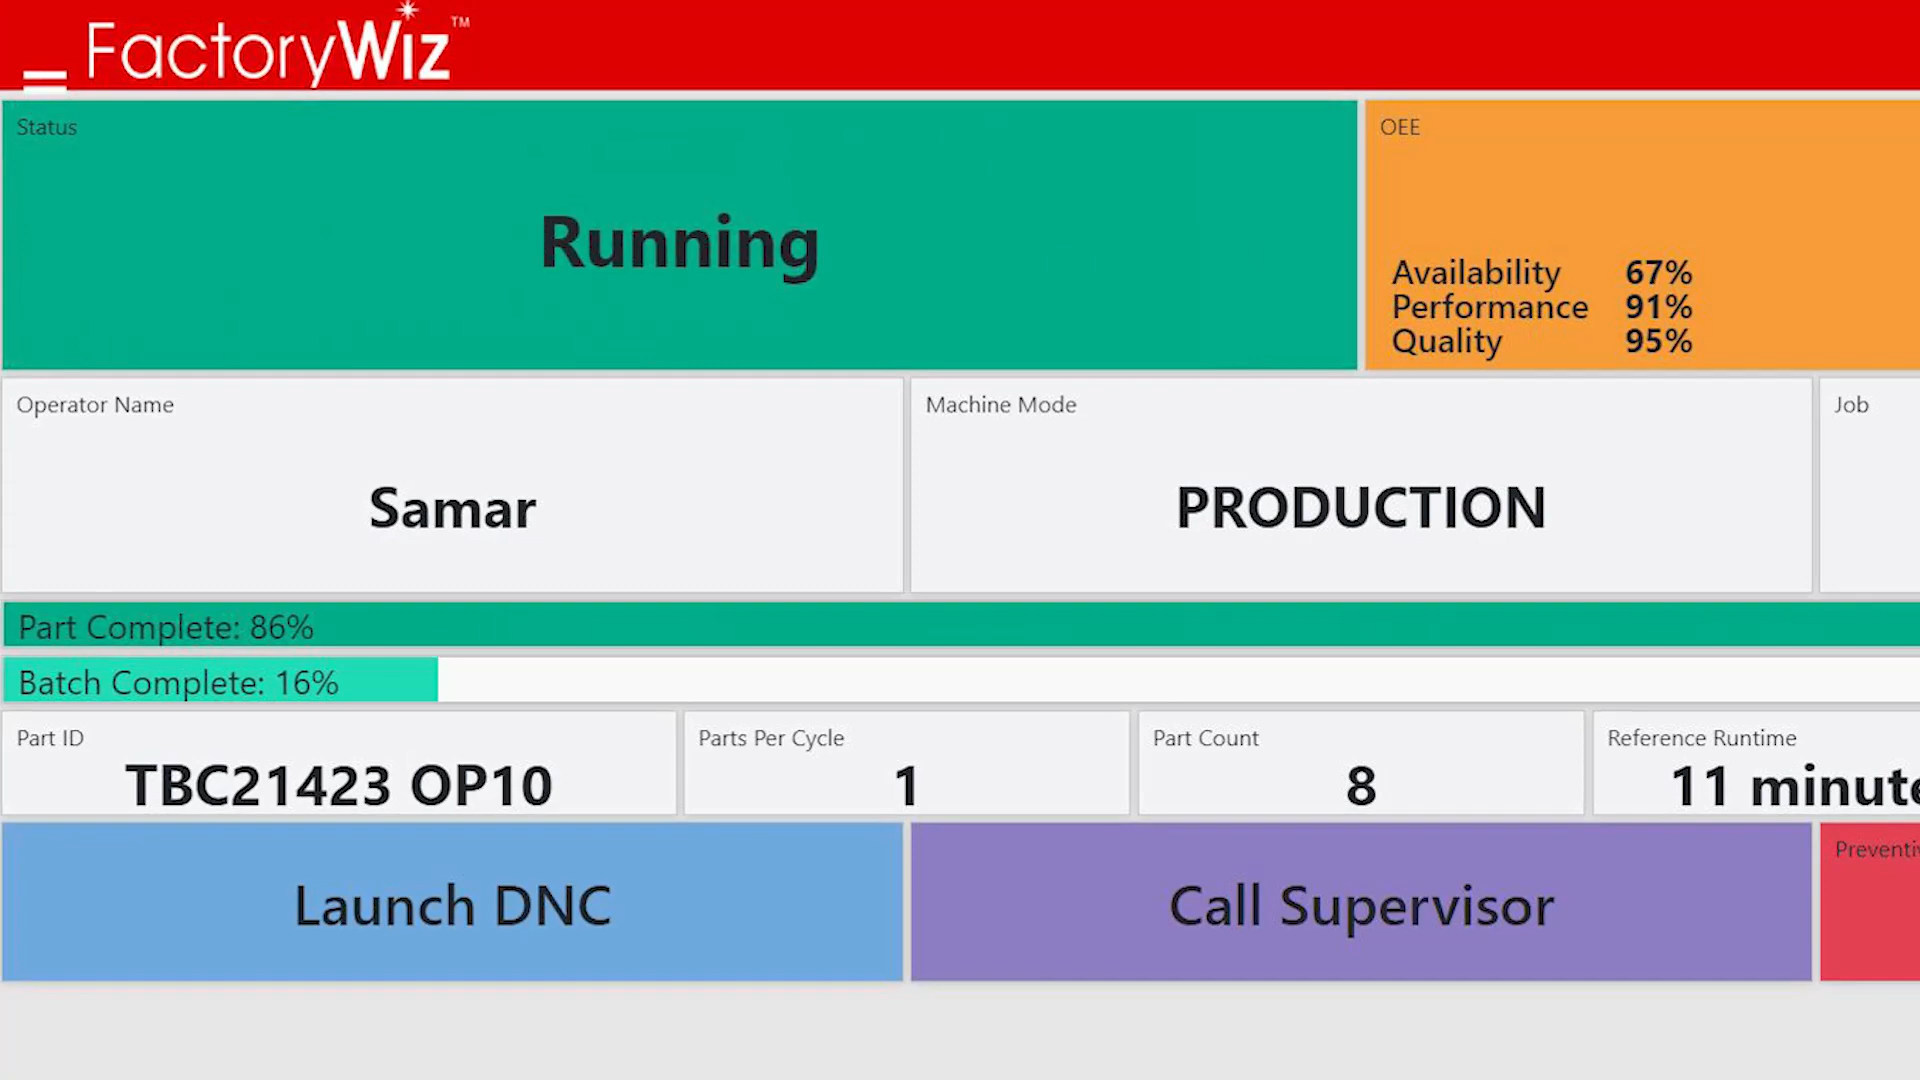 FactoryWiz™
Status
Running
OEE
Availability 67%
Performance 91%
Quality 95%
Operator Name
Samar
Machine Mode
PRODUCTION
Job
Part Complete: 86%
Batch Complete: 16%
Part ID
TBC21423 OP10
Parts Per Cycle
1
Part Count
8
Reference Runtime
11 minute
Launch DNC
Call Supervisor
Preventi